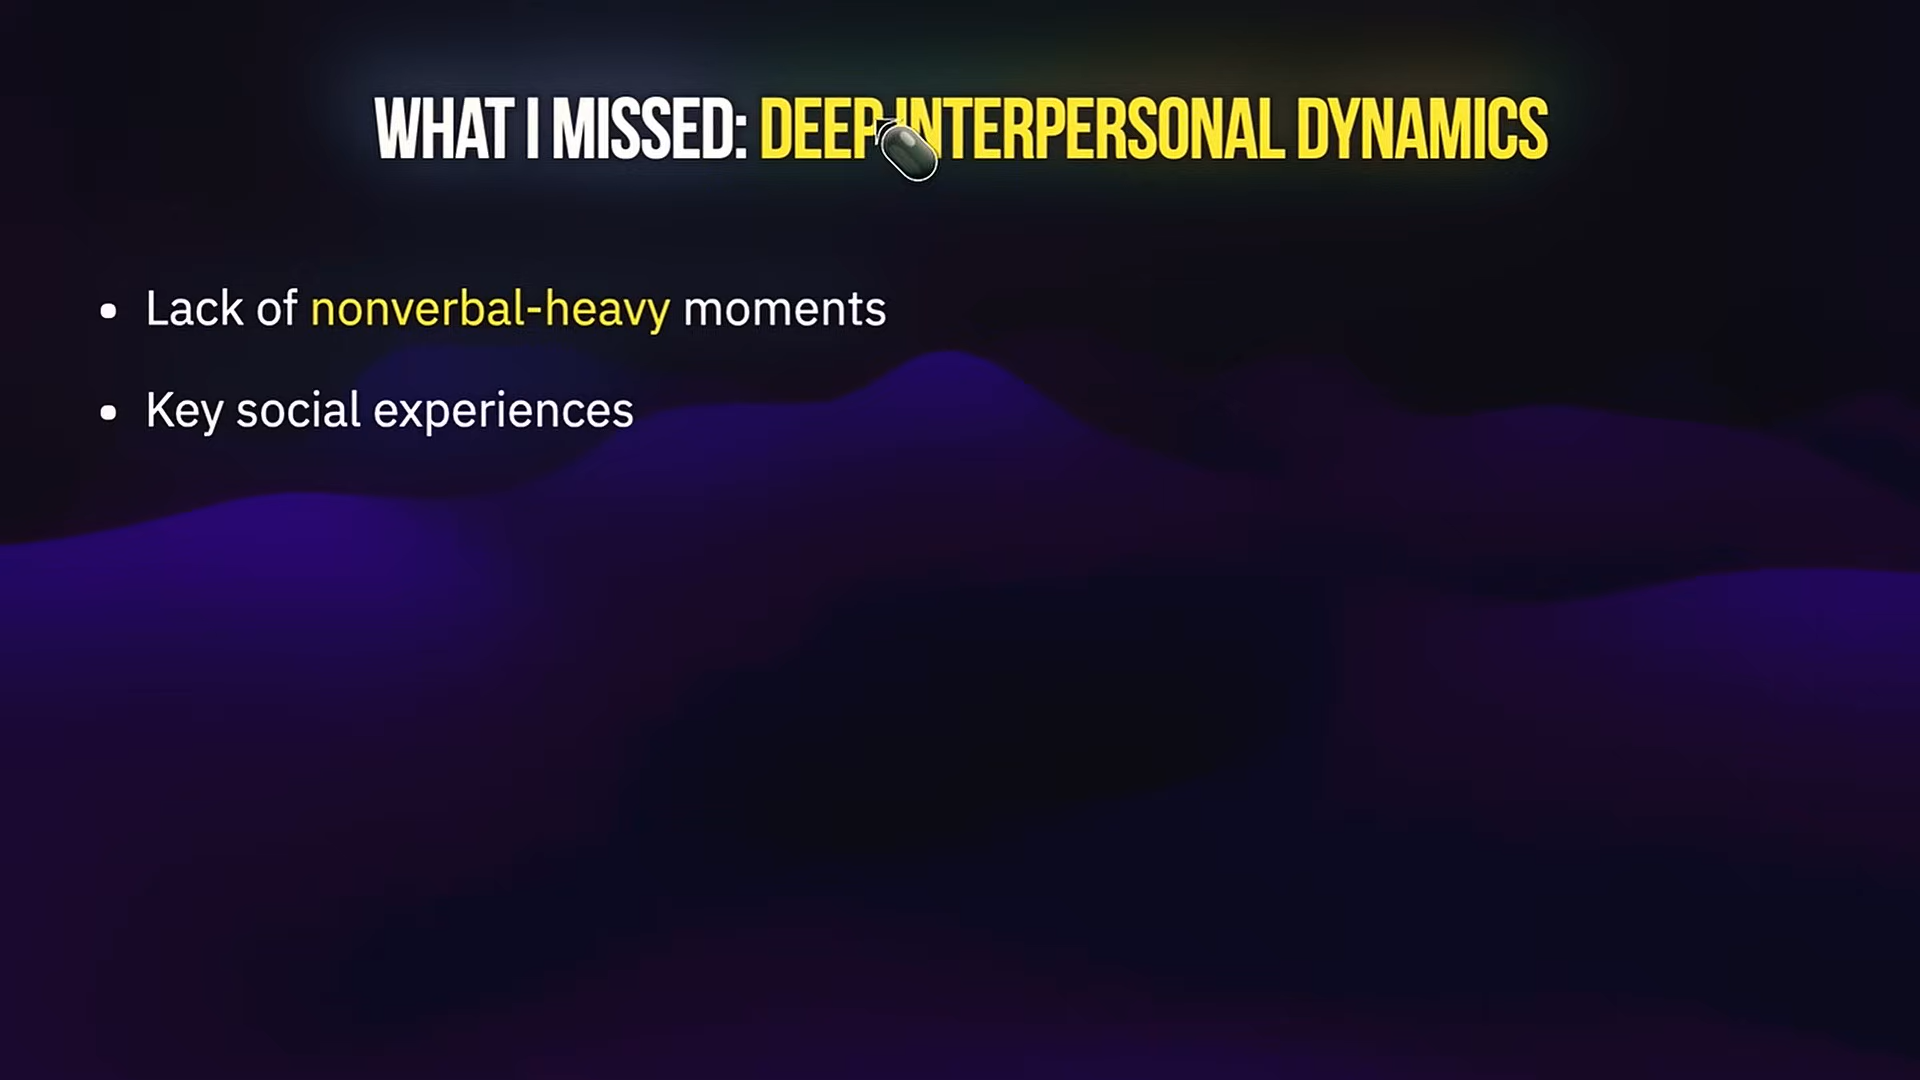 WHAT I MISSED: DEEP INTERPERSONAL DYNAMICS
• Lack of nonverbal-heavy moments
• Key social experiences